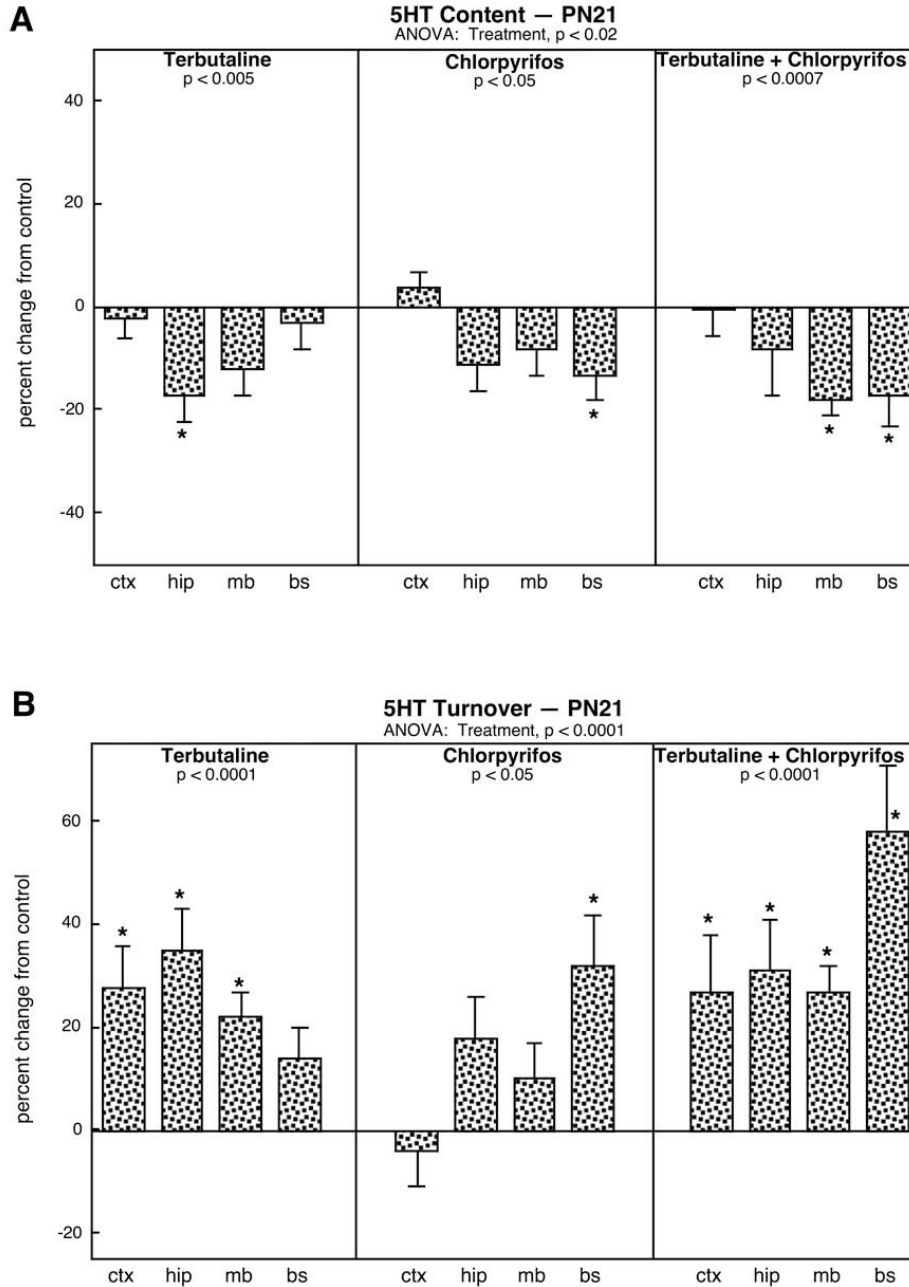 A
5HT Content — PN21
ANOVA: Treatment, p < 0.02
Terbutaline
p < 0.005
Chlorpyrifos
p < 0.05
Terbutaline + Chlorpyrifos
p < 0.0007
percent change from control
40
20
0
-20
-40
*
*
*
*
ctx hip mb bs
ctx hip mb bs
ctx hip mb bs
B
5HT Turnover — PN21
ANOVA: Treatment, p < 0.0001
Terbutaline
p < 0.0001
Chlorpyrifos
p < 0.05
Terbutaline + Chlorpyrifos
p < 0.0001
percent change from control
60
40
20
0
-20
*
*
*
*
*
*
*
*
ctx hip mb bs
ctx hip mb bs
ctx hip mb bs